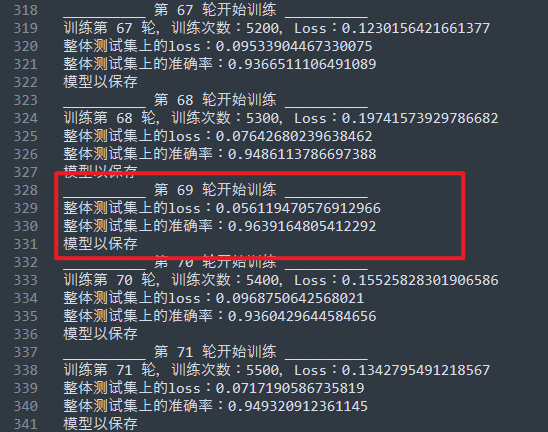 318 __________ 第 67 轮开始训练 __________
319 训练第 67 轮, 训练次数：5200, Loss：0.1230156421661377
320 整体测试集上的loss：0.09533904467330075
321 整体测试集上的准确率：0.9366511106491089
322 模型以保存
323 __________ 第 68 轮开始训练 __________
324 训练第 68 轮, 训练次数：5300, Loss：0.19741573929786682
325 整体测试集上的loss：0.07642680239638462
326 整体测试集上的准确率：0.9486113786697388
327 模型以保存
328 __________ 第 69 轮开始训练 __________
329 整体测试集上的loss：0.056119470576912966
330 整体测试集上的准确率：0.9639164805412292
331 模型以保存
332 __________ 第 70 轮开始训练 __________
333 训练第 70 轮, 训练次数：5400, Loss：0.15525828301906586
334 整体测试集上的loss：0.0968750642568021
335 整体测试集上的准确率：0.9360429644584656
336 模型以保存
337 __________ 第 71 轮开始训练 __________
338 训练第 71 轮, 训练次数：5500, Loss：0.1342795491218567
339 整体测试集上的loss：0.0717190586735819
340 整体测试集上的准确率：0.949320912361145
341 模型以保存